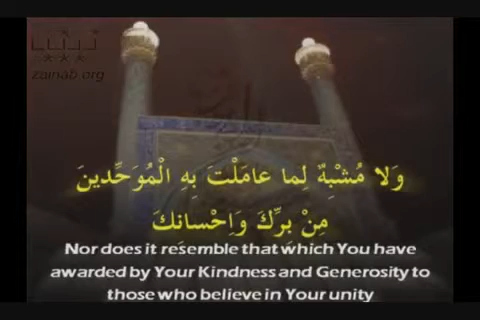 zainab.org
وَلا مُشْبِهٌ لِما عامَلْتَ بِهِ الْمُوَحِّدينَ
مِنْ بِرِّكَ وَاِحْسانِكَ
Nor does it resemble that which You have
awarded by Your Kindness and Generosity to
those who believe in Your unity